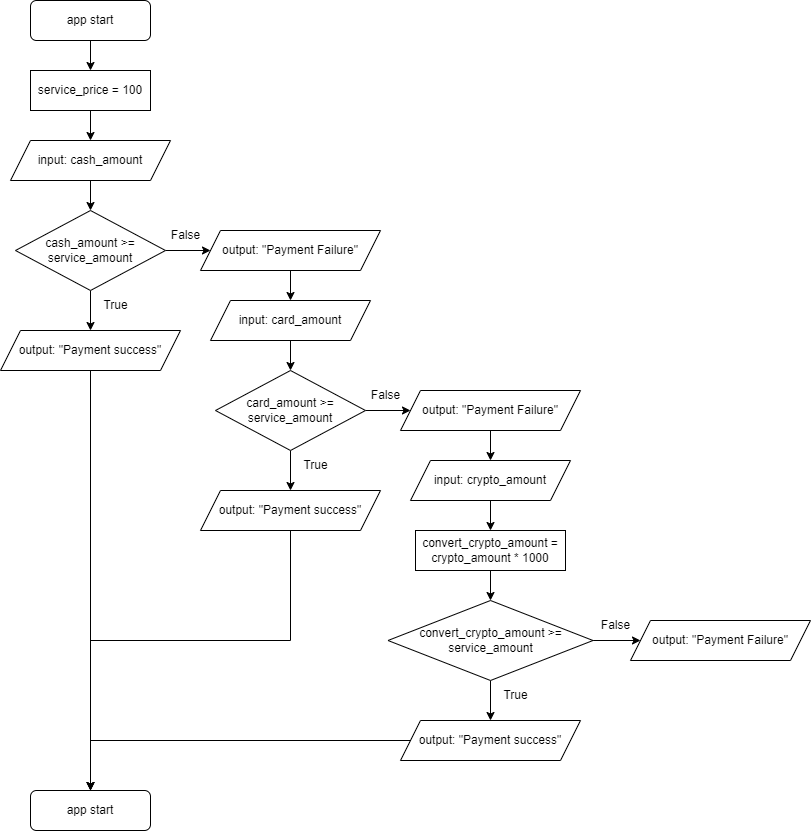 app start
service_price = 100
input: cash_amount
cash_amount >=
service_amount
False
output: "Payment Failure"
True
output: "Payment success"
input: card_amount
card_amount >=
service_amount
False
output: "Payment Failure"
True
output: "Payment success"
input: crypto_amount
convert_crypto_amount =
crypto_amount * 1000
convert_crypto_amount >=
service_amount
False
output: "Payment Failure"
True
output: "Payment success"
app start